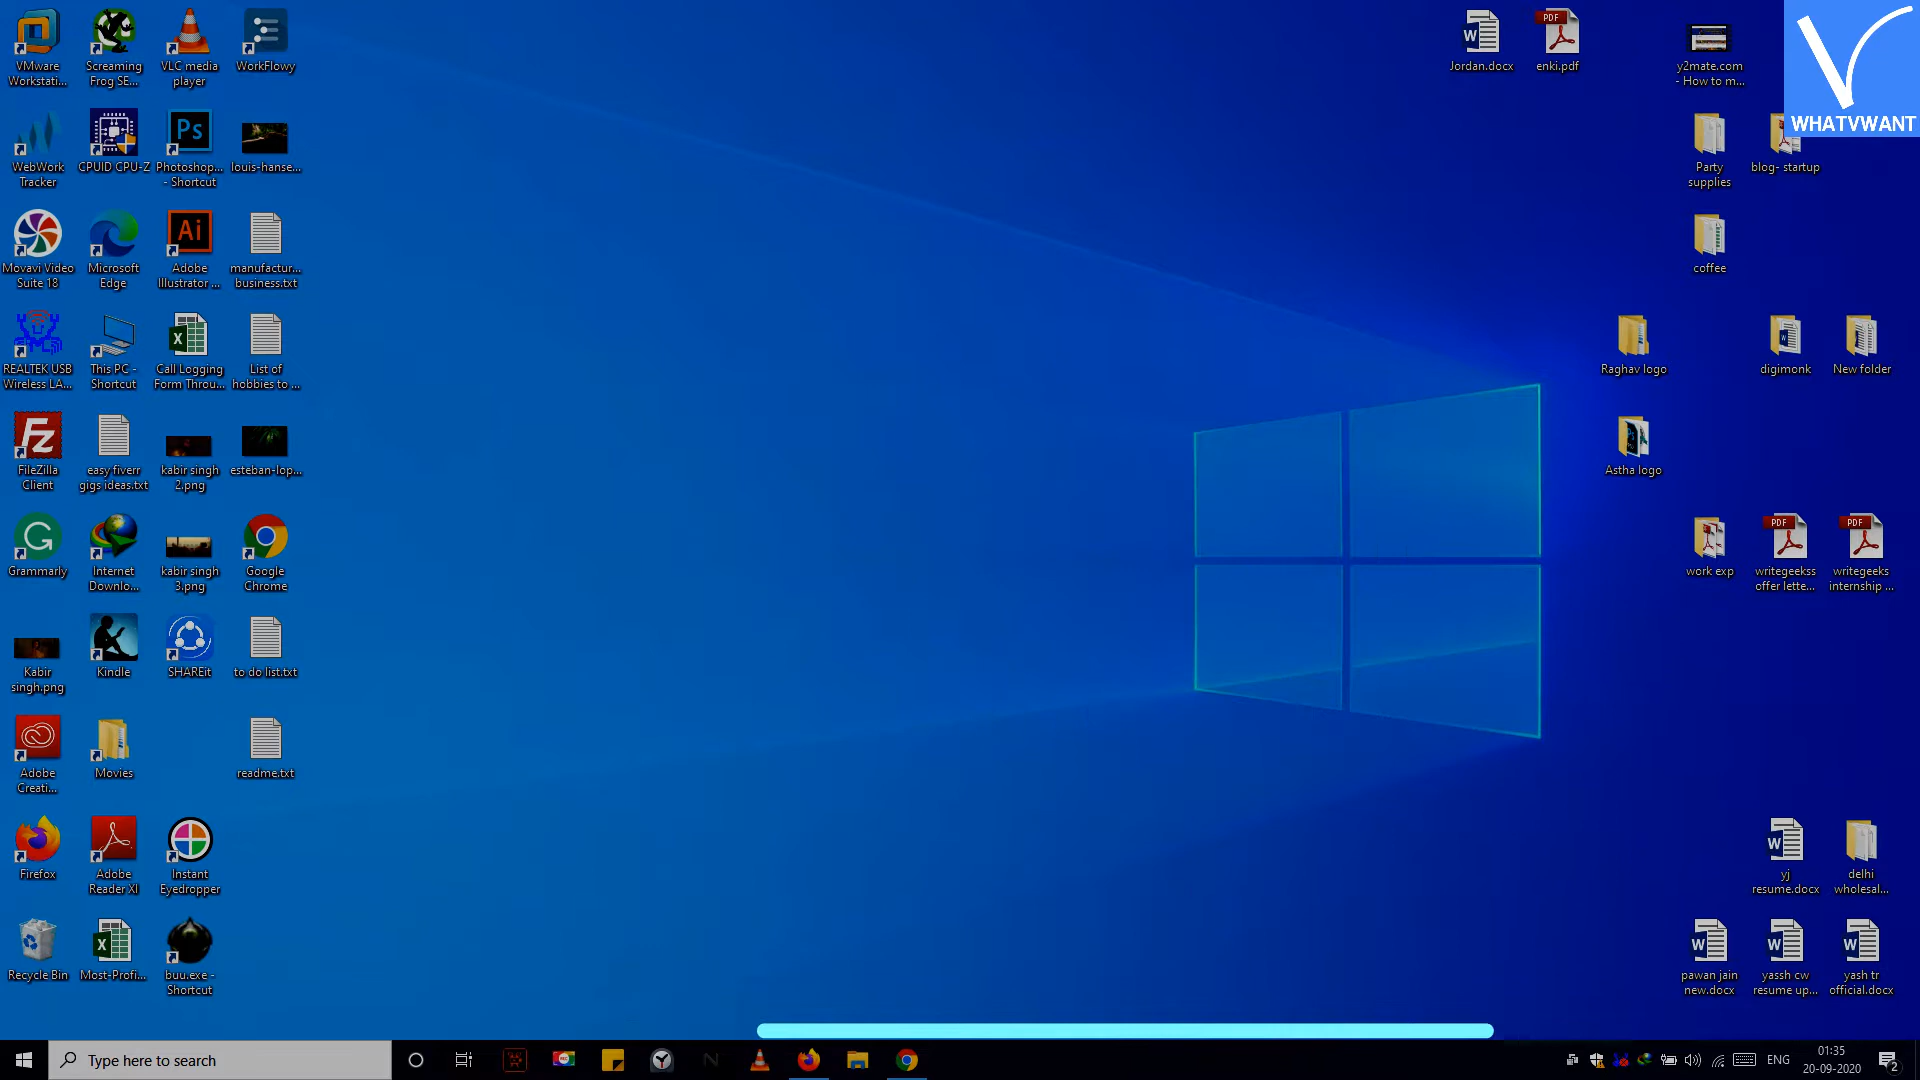 VMware
Workstati...
Screaming
Frog SE...
VLC media
player
WorkFlowy
Jordan.docx
enki.pdf
y2mate.com
- How to m...
WHATVWANT
WebWork
Tracker
CPUID CPU-Z
Ps
Photoshop...
- Shortcut
louis-hanse...
Party
supplies
blog- startup
Movavi Video
Suite 18
Microsoft
Edge
Ai
Adobe
Illustrator ...
manufactur...
business.txt
coffee
REALTEK USB
Wireless LA...
This PC -
Shortcut
Call Logging
Form Throu...
List of
hobbies to ...
Raghav logo
digimonk
New folder
FileZilla
Client
easy fiverr
gigs ideas.txt
kabir singh
2.png
esteban-lop...
Astha logo
Grammarly
Internet
Downlo...
kabir singh
3.png
Google
Chrome
work exp
PDF
writegeekss
offer lette...
PDF
writegeeks
internship ...
Kabir
singh.png
Kindle
SHAREit
to do list.txt
Adobe
Creati...
Movies
readme.txt
Firefox
Adobe
Reader XI
Instant
Eyedropper
yj
resume.docx
delhi
wholesal...
Recycle Bin
Most-Profi...
buu.exe -
Shortcut
pawan jain
new.docx
yassh cw
resume up...
yash tr
official.docx
Type here to search
ENG
01:35
20-09-2020
2